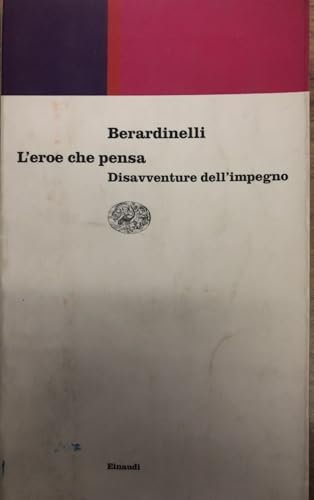 Berardinelli
L'eroe che pensa
Disavventure dell'impegno
Einaudi